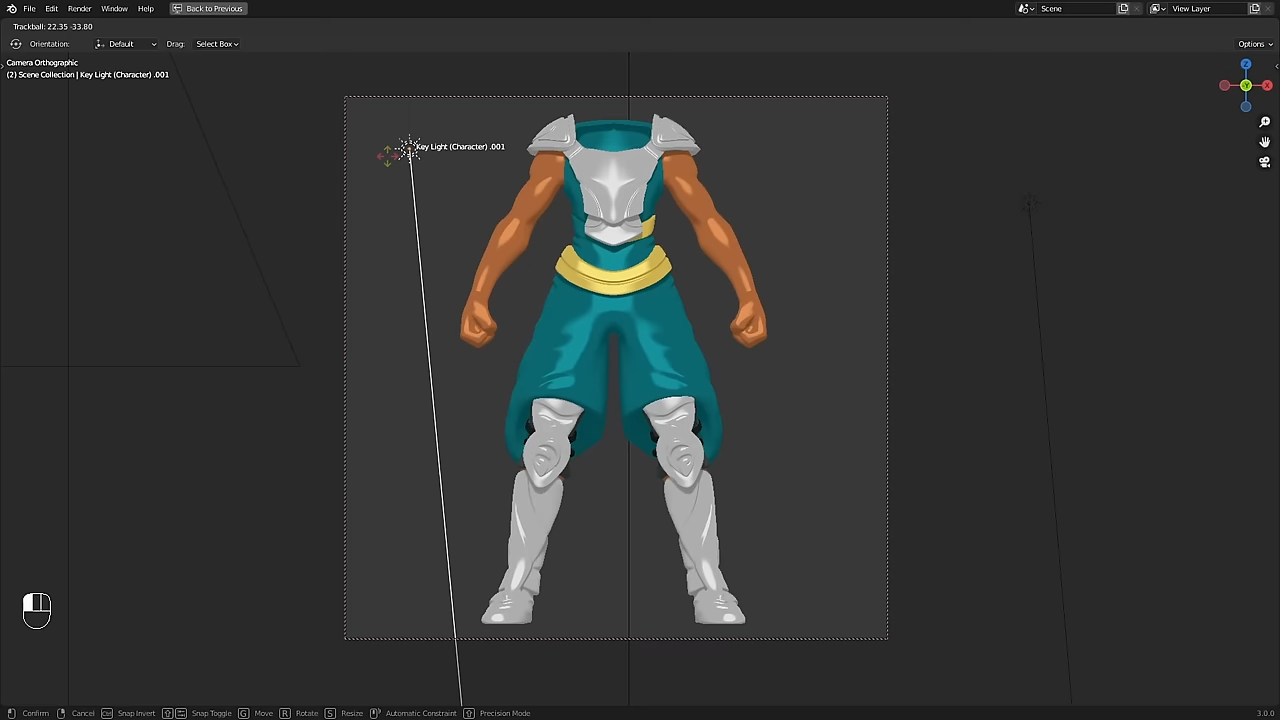 File Edit Render Window Help Back to Previous Scene View Layer
Trackball: 22.35 -33.80
Orientation: Default Drag: Select Box Options
Camera Orthographic
(2) Scene Collection | Key Light (Character) .001
Z
Y X
Key Light (Character) .001
Confirm Cancel Ctrl Snap Invert Snap Toggle G Move R Rotate S Resize Automatic Constraint Precision Mode 3.0.0